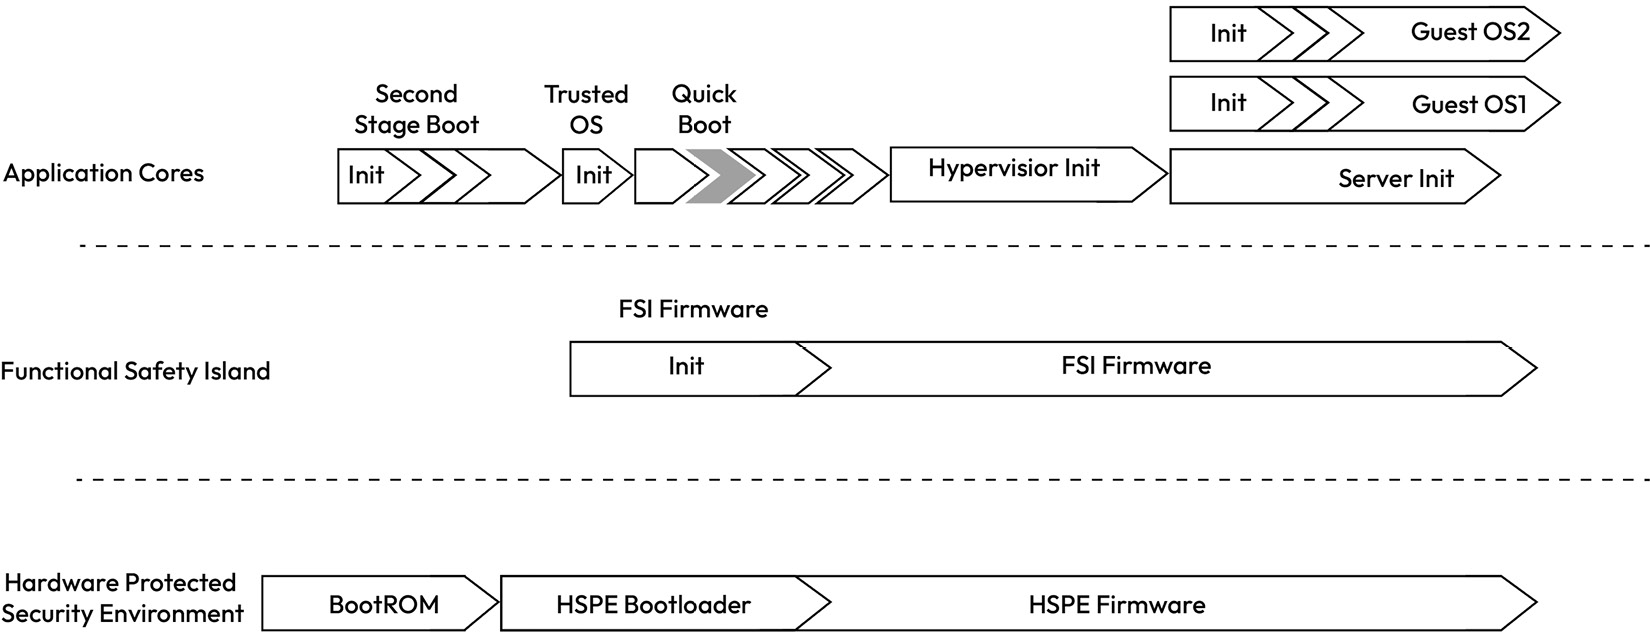 Init Guest OS2
Init Guest OS1
Second
Stage Boot
Trusted
OS
Quick
Boot
Application Cores
Init
Init
Hypervisior Init
Server Init
FSI Firmware
Functional Safety Island
Init
FSI Firmware
Hardware Protected
Security Environment
BootROM
HSPE Bootloader
HSPE Firmware